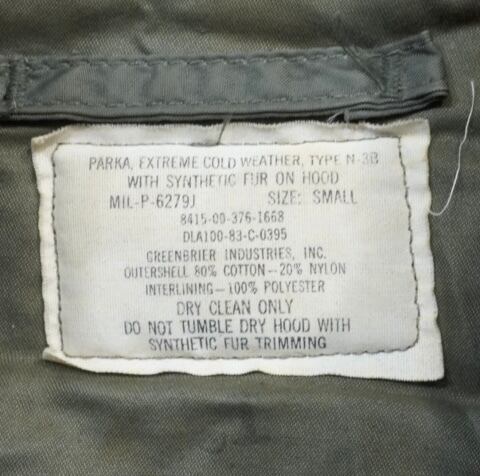 PARKA, EXTREME COLD WEATHER, TYPE N-3B
WITH SYNTHETIC FUR ON HOOD
MIL-P-6279J SIZE: SMALL
8415-00-376-1668
DLA100-83-C-0395
GREENBRIER INDUSTRIES, INC.
OUTERSHELL 80% COTTON-20% NYLON
INTERLINING-100% POLYESTER
DRY CLEAN ONLY
DO NOT TUMBLE DRY HOOD WITH
SYNTHETIC FUR TRIMMING